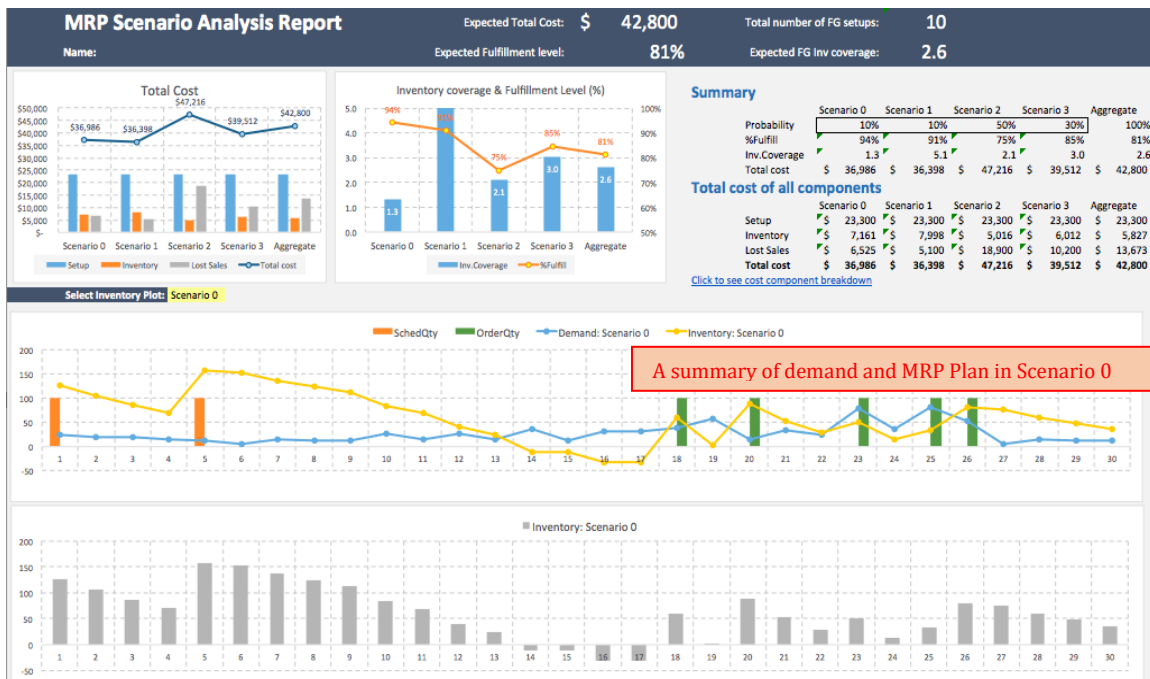 MRP Scenario Analysis Report
Expected Total Cost: $ 42,800
Total number of FG setups: 10
Name:
Expected Fulfillment level: 81%
Expected FG Inv coverage: 2.6
Total Cost
$50,000
$45,000
$40,000
$35,000
$30,000
$25,000
$20,000
$15,000
$10,000
$5,000
$-
$36,986
$36,398
$47,216
$39,512
$42,800
Scenario 0 Scenario 1 Scenario 2 Scenario 3 Aggregate
Setup Inventory Lost Sales Total cost
Inventory coverage & Fulfillment Level (%)
5.0
4.0
3.0
2.0
1.0
0.0
100%
90%
80%
70%
60%
50%
94%
91%
75%
85%
81%
1.3
2.1
3.0
2.6
Scenario 0 Scenario 1 Scenario 2 Scenario 3 Aggregate
Inv.Coverage %Fulfill
Summary
Scenario 0 Scenario 1 Scenario 2 Scenario 3 Aggregate
Probability 10% 10% 50% 30% 100%
%Fulfill 94% 91% 75% 85% 81%
Inv.Coverage 1.3 5.1 2.1 3.0 2.6
Total cost $ 36,986 $ 36,398 $ 47,216 $ 39,512 $ 42,800
Total cost of all components
Scenario 0 Scenario 1 Scenario 2 Scenario 3 Aggregate
Setup $ 23,300 $ 23,300 $ 23,300 $ 23,300 $ 23,300
Inventory $ 7,161 $ 7,998 $ 5,016 $ 6,012 $ 5,827
Lost Sales $ 6,525 $ 5,100 $ 18,900 $ 10,200 $ 13,673
Total cost $ 36,986 $ 36,398 $ 47,216 $ 39,512 $ 42,800
Click to see cost component breakdown
Select Inventory Plot: Scenario 0
SchedQty OrderQty Demand: Scenario 0 Inventory: Scenario 0
A summary of demand and MRP Plan in Scenario 0
200
150
100
50
0
-50
1 2 3 4 5 6 7 8 9 10 11 12 13 14 15 16 17 18 19 20 21 22 23 24 25 26 27 28 29 30
Inventory: Scenario 0
200
150
100
50
0
-50
1 2 3 4 5 6 7 8 9 10 11 12 13 14 15 16 17 18 19 20 21 22 23 24 25 26 27 28 29 30